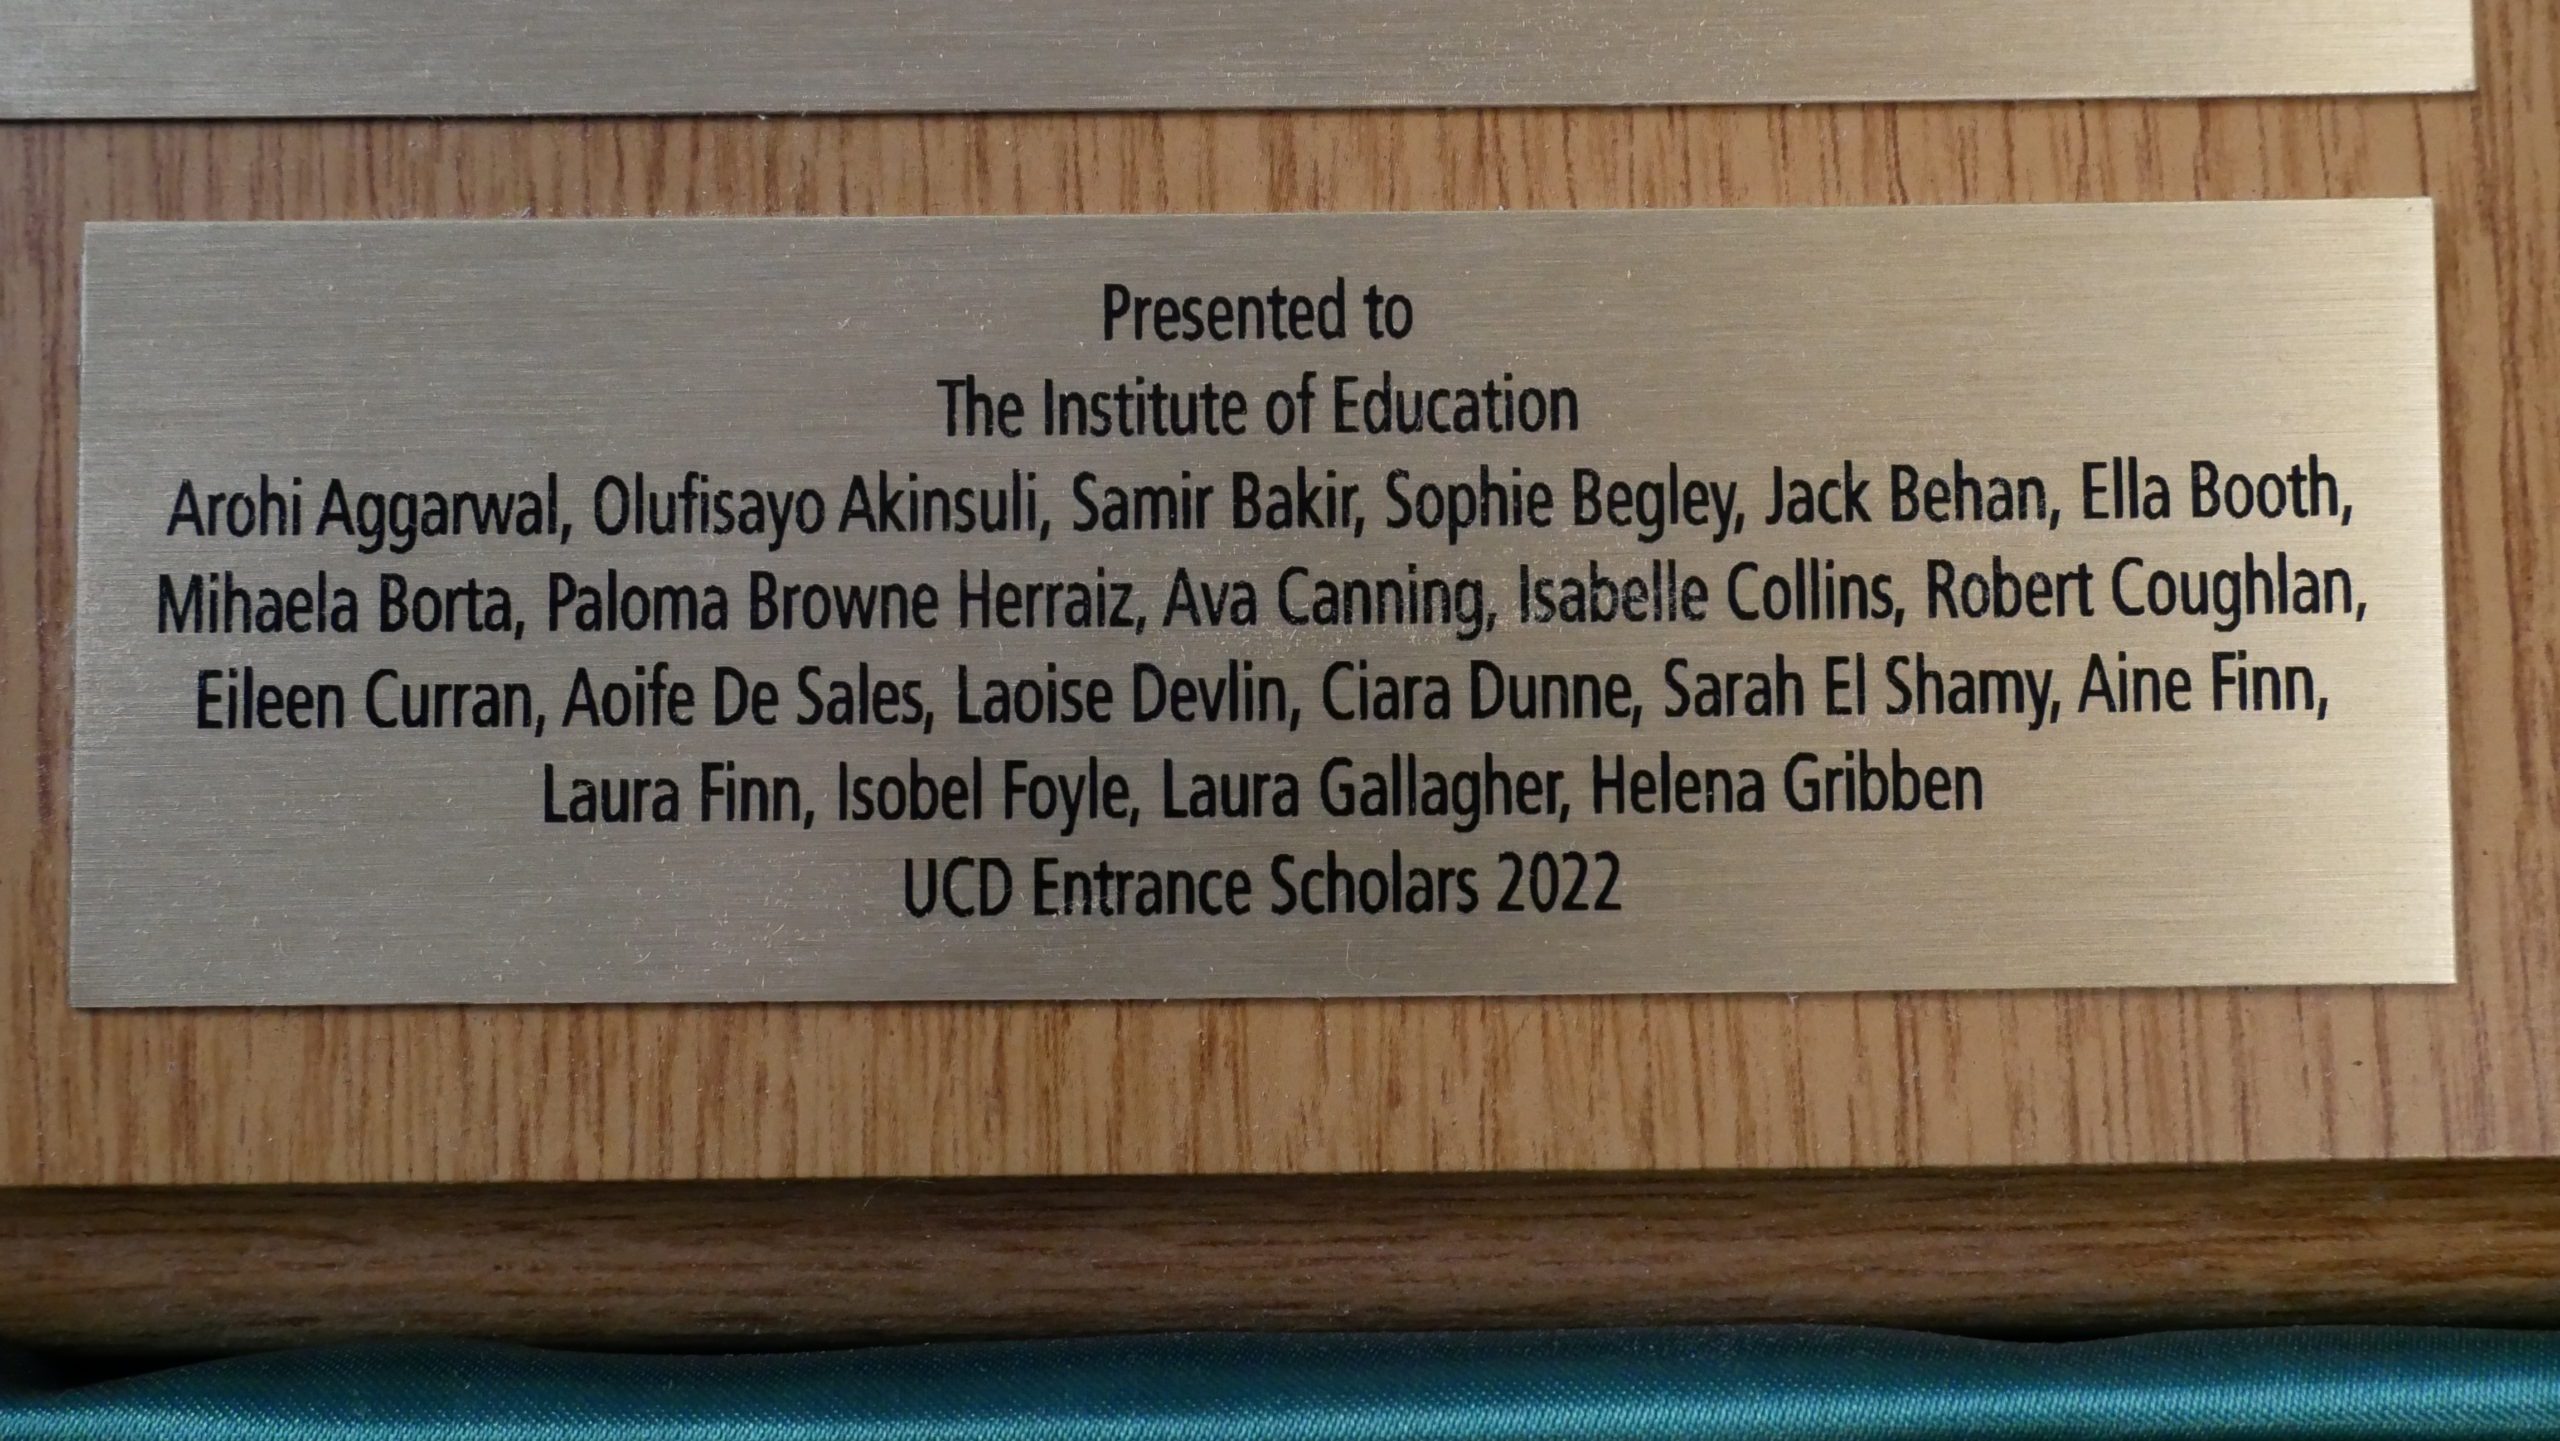 Presented to
The Institute of Education
Arohi Aggarwal, Olufisayo Akinsuli, Samir Bakir, Sophie Begley, Jack Behan, Ella Booth,
Mihaela Borta, Paloma Browne Herraiz, Ava Canning, Isabelle Collins, Robert Coughlan,
Eileen Curran, Aoife De Sales, Laoise Devlin, Ciara Dunne, Sarah El Shamy, Aine Finn,
Laura Finn, Isobel Foyle, Laura Gallagher, Helena Gribben
UCD Entrance Scholars 2022